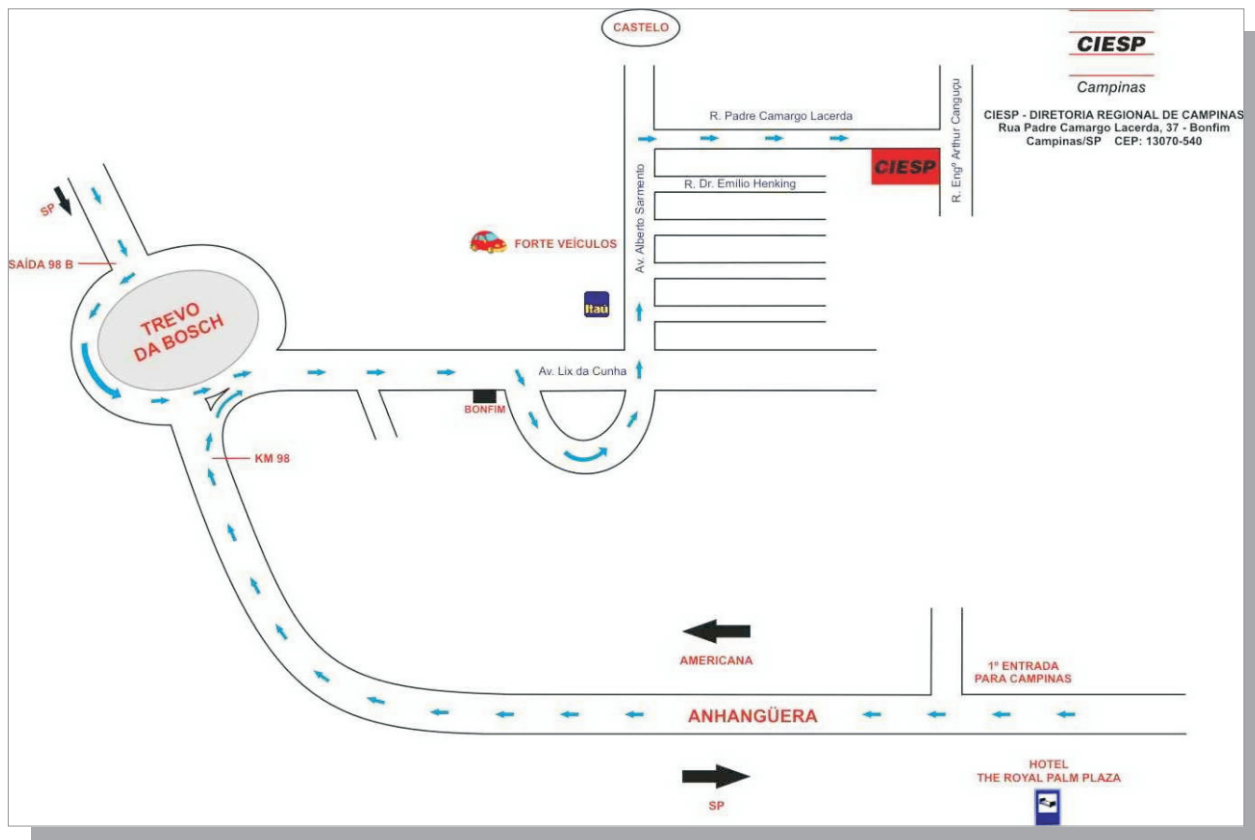 CASTELO
CIESP
Campinas
CIESP - DIRETORIA REGIONAL DE CAMPINAS
Rua Padre Camargo Lacerda, 37 - Bonfim
Campinas/SP CEP: 13070-540
R. Padre Camargo Lacerda
R. Engº Arthur Canguçu
CIESP
R. Dr. Emílio Henking
Av. Alberto Sarmento
SP
FORTE VEÍCULOS
SAÍDA 98 B
Itaú
TREVO
DA BOSCH
Av. Lix da Cunha
BONFIM
KM 98
AMERICANA
1º ENTRADA
PARA CAMPINAS
ANHANGÜERA
HOTEL
THE ROYAL PALM PLAZA
SP